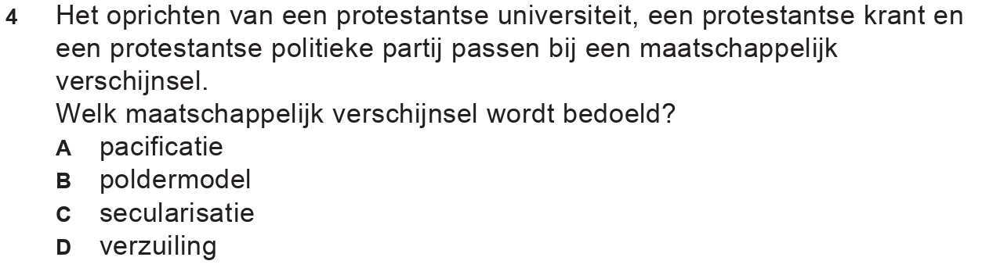 4 Het oprichten van een protestantse universiteit, een protestantse krant en
een protestantse politieke partij passen bij een maatschappelijk
verschijnsel.
Welk maatschappelijk verschijnsel wordt bedoeld?
A pacificatie
B poldermodel
C secularisatie
D verzuiling